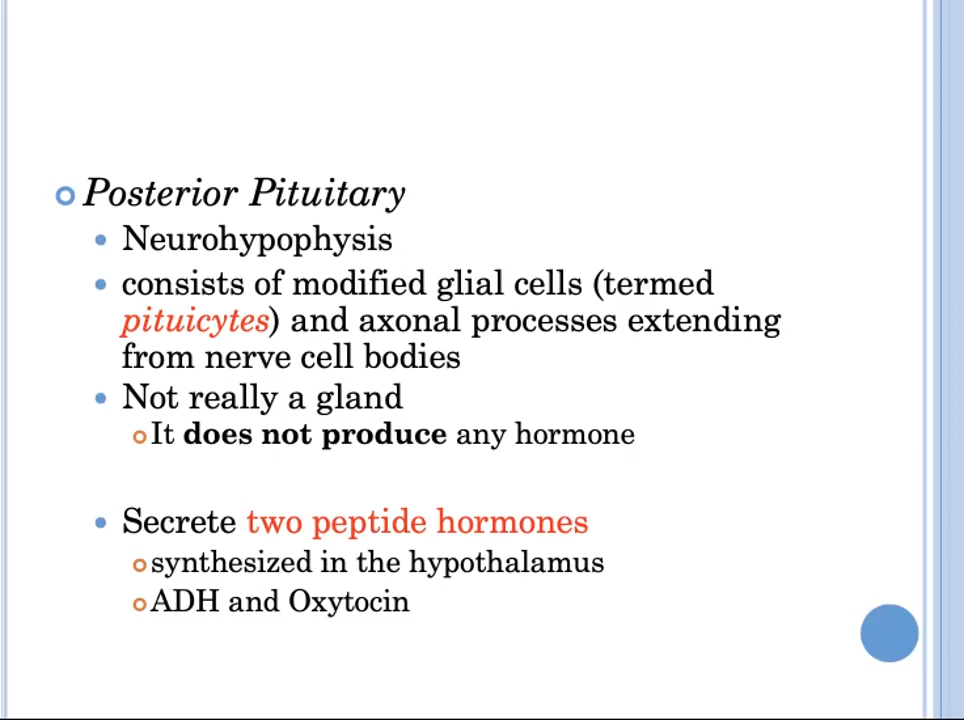 Posterior Pituitary
Neurohypophysis
consists of modified glial cells (termed
pituicytes) and axonal processes extending
from nerve cell bodies
Not really a gland
It does not produce any hormone
Secrete two peptide hormones
synthesized in the hypothalamus
ADH and Oxytocin